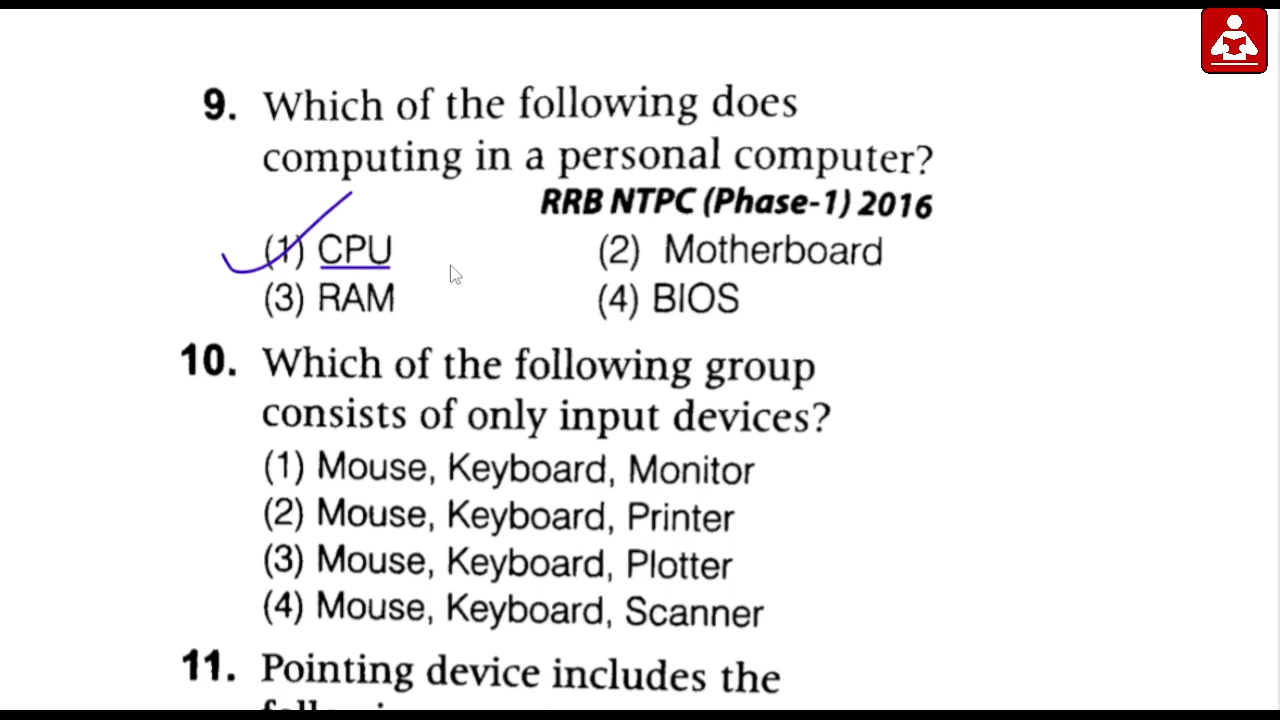 9. Which of the following does
computing in a personal computer?
RRB NTPC (Phase-1) 2016
(1) CPU (2) Motherboard
(3) RAM (4) BIOS
10. Which of the following group
consists of only input devices?
(1) Mouse, Keyboard, Monitor
(2) Mouse, Keyboard, Printer
(3) Mouse, Keyboard, Plotter
(4) Mouse, Keyboard, Scanner
11. Pointing device includes the